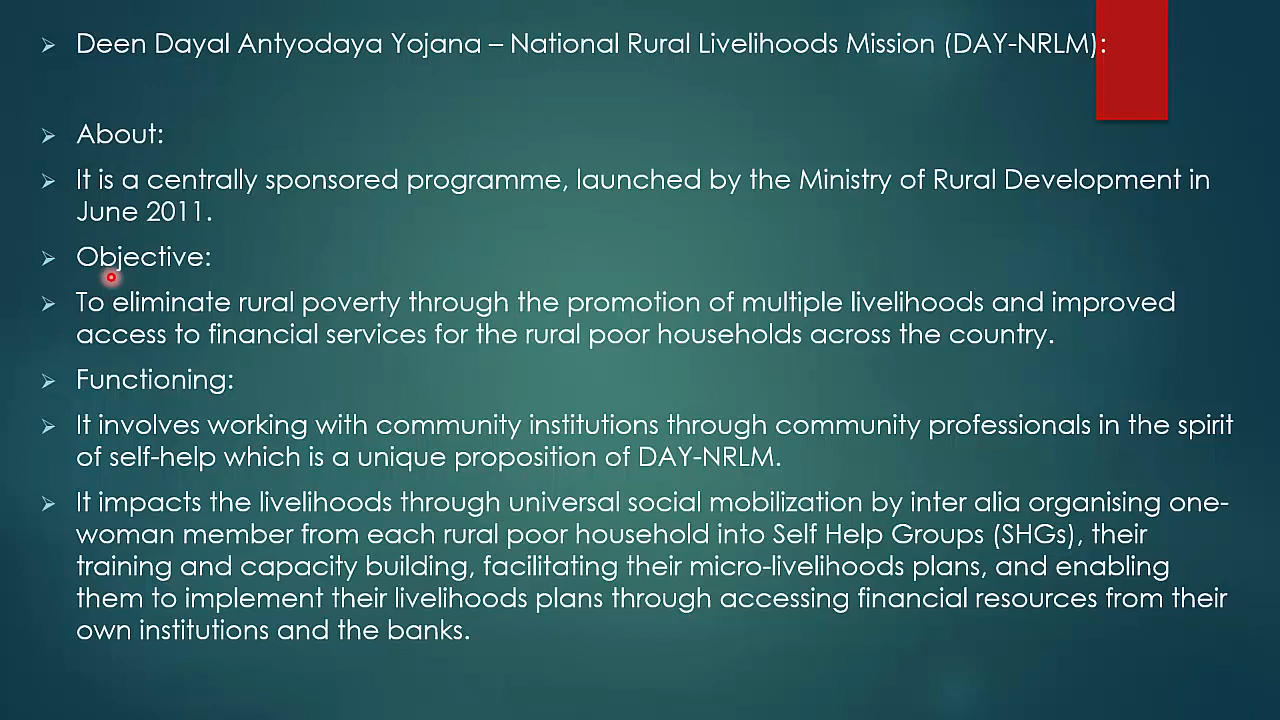 Deen Dayal Antyodaya Yojana – National Rural Livelihoods Mission (DAY-NRLM):
About:
It is a centrally sponsored programme, launched by the Ministry of Rural Development in
June 2011.
Objective:
To eliminate rural poverty through the promotion of multiple livelihoods and improved
access to financial services for the rural poor households across the country.
Functioning:
It involves working with community institutions through community professionals in the spirit
of self-help which is a unique proposition of DAY-NRLM.
It impacts the livelihoods through universal social mobilization by inter alia organising one-
woman member from each rural poor household into Self Help Groups (SHGs), their
training and capacity building, facilitating their micro-livelihoods plans, and enabling
them to implement their livelihoods plans through accessing financial resources from their
own institutions and the banks.